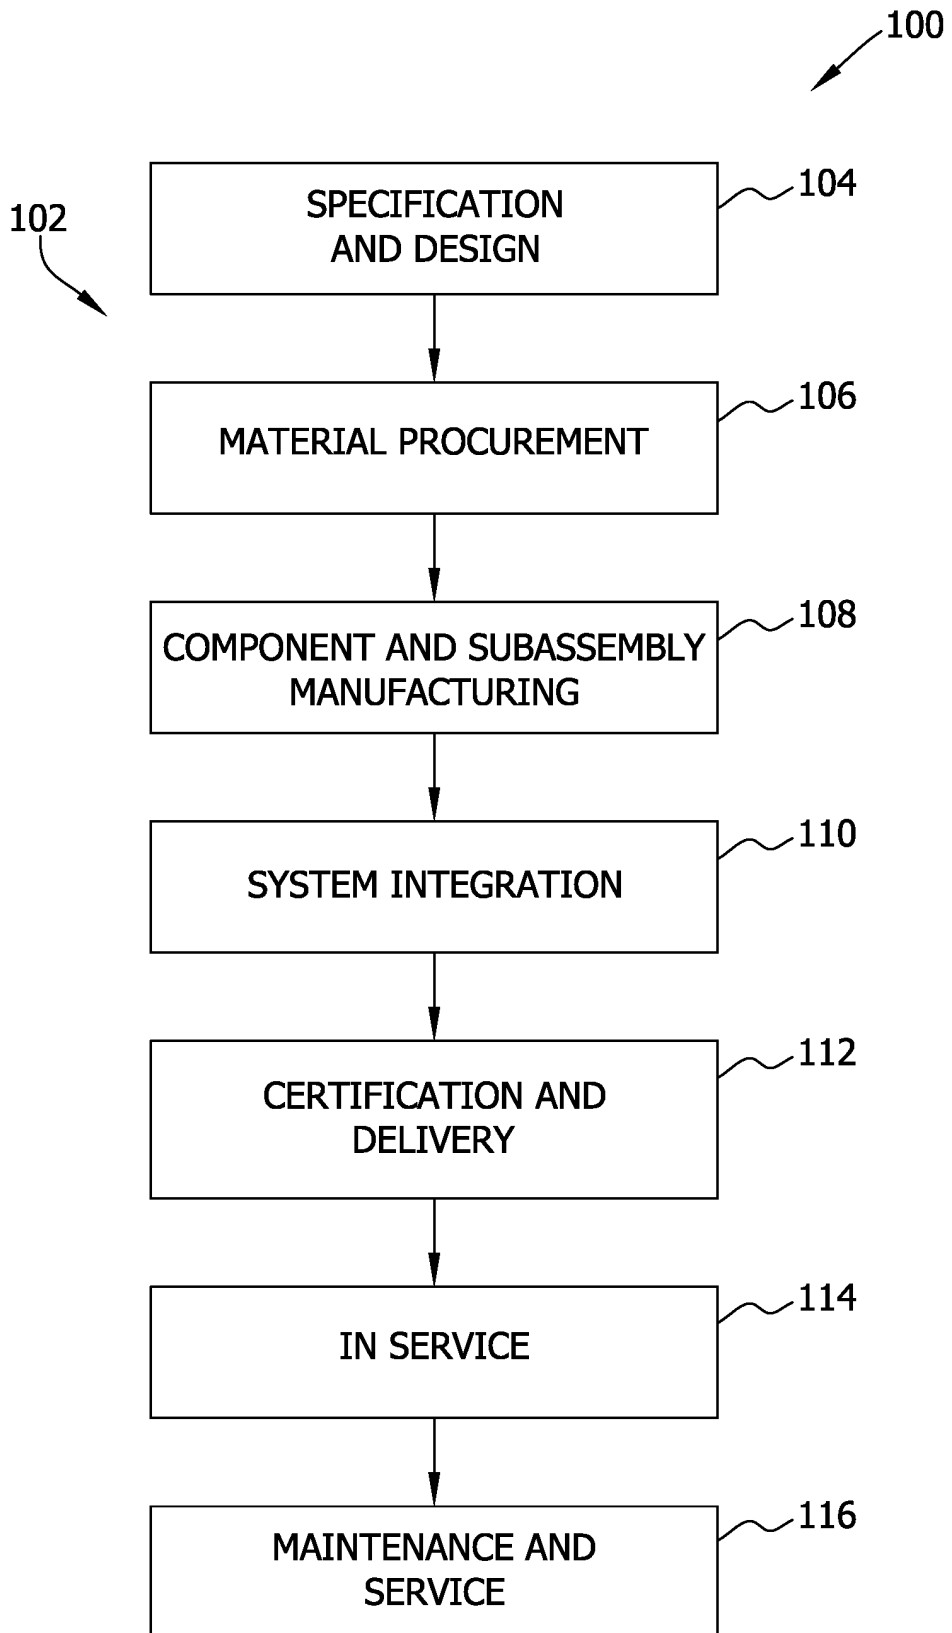 100
SPECIFICATION
AND DESIGN
104
102
MATERIAL PROCUREMENT
106
COMPONENT AND SUBASSEMBLY
MANUFACTURING
108
SYSTEM INTEGRATION
110
CERTIFICATION AND
DELIVERY
112
IN SERVICE
114
MAINTENANCE AND
SERVICE
116